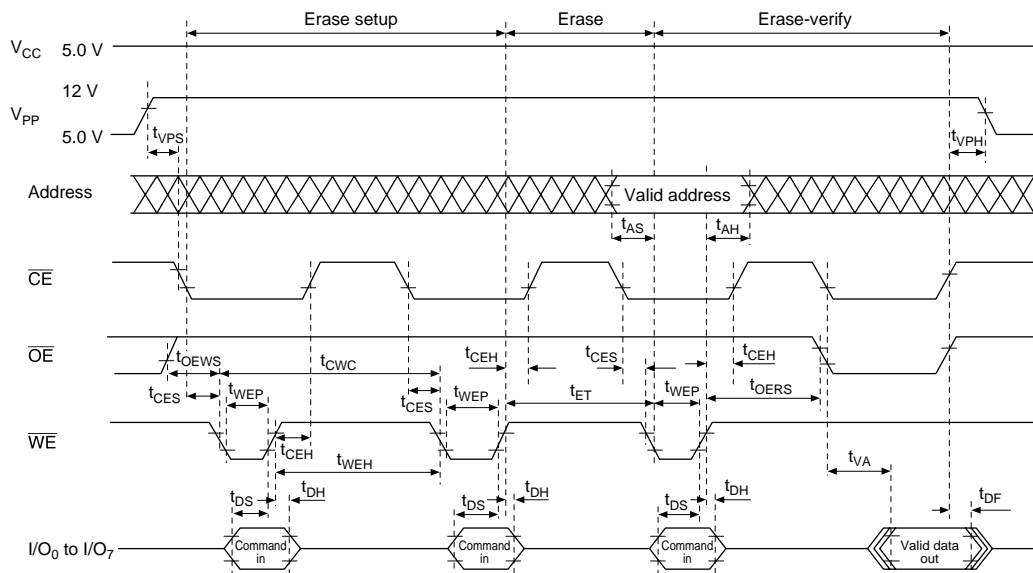 Erase setup Erase Erase-verify
VCC 5.0 V
12 V
VPP
5.0 V
tVPS tVPH
Address Valid address
tAS tAH
CE
OE
tOEWS tCWC tCEH tCES tCEH
tCES tWEP tCES tWEP tET tWEP tOERS
WE
tCEH
tWEH tVA
tDS tDH tDS tDH tDS tDH tDF
I/O0 to I/O7 Command in Command in Command in Valid data out